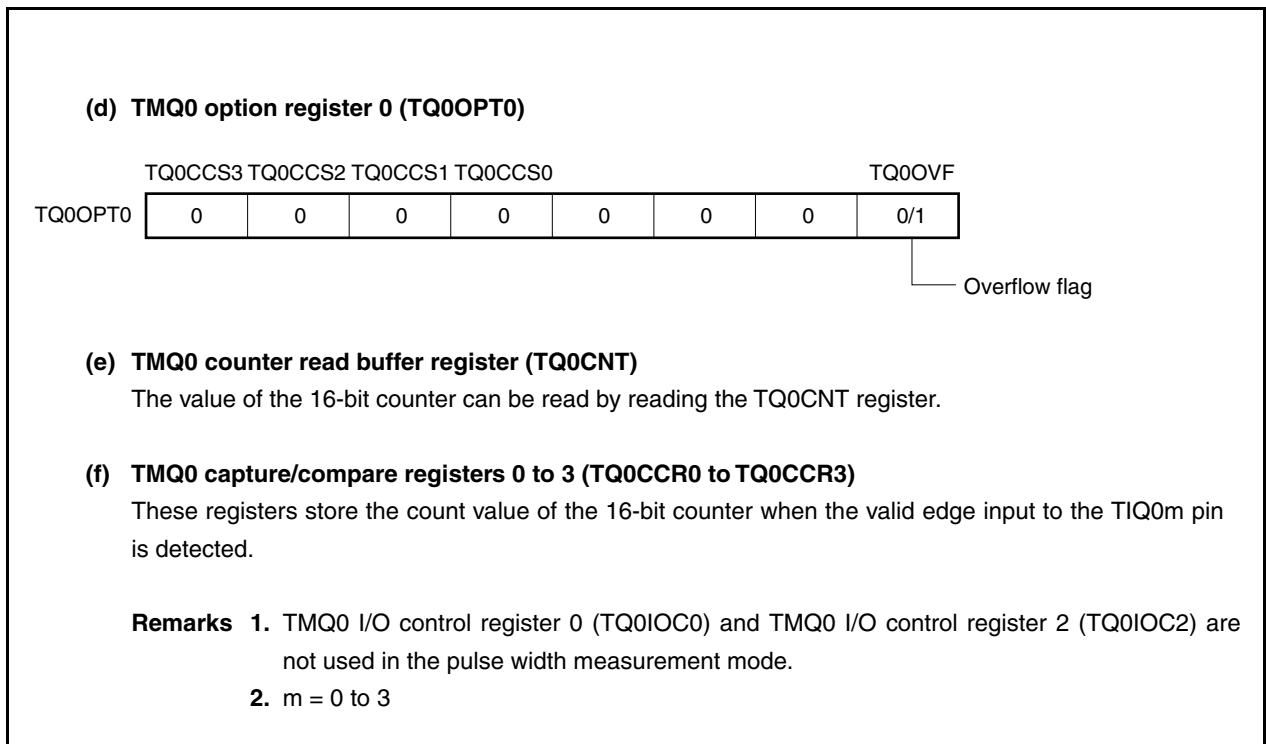 (d) TMQ0 option register 0 (TQ0OPT0)
TQ0CCS3 TQ0CCS2 TQ0CCS1 TQ0CCS0 TQ0OVF
TQ0OPT0 0 0 0 0 0 0 0 0/1
Overflow flag
(e) TMQ0 counter read buffer register (TQ0CNT)
The value of the 16-bit counter can be read by reading the TQ0CNT register.
(f) TMQ0 capture/compare registers 0 to 3 (TQ0CCR0 to TQ0CCR3)
These registers store the count value of the 16-bit counter when the valid edge input to the TIQ0m pin
is detected.
Remarks 1. TMQ0 I/O control register 0 (TQ0IOC0) and TMQ0 I/O control register 2 (TQ0IOC2) are
not used in the pulse width measurement mode.
2. m = 0 to 3